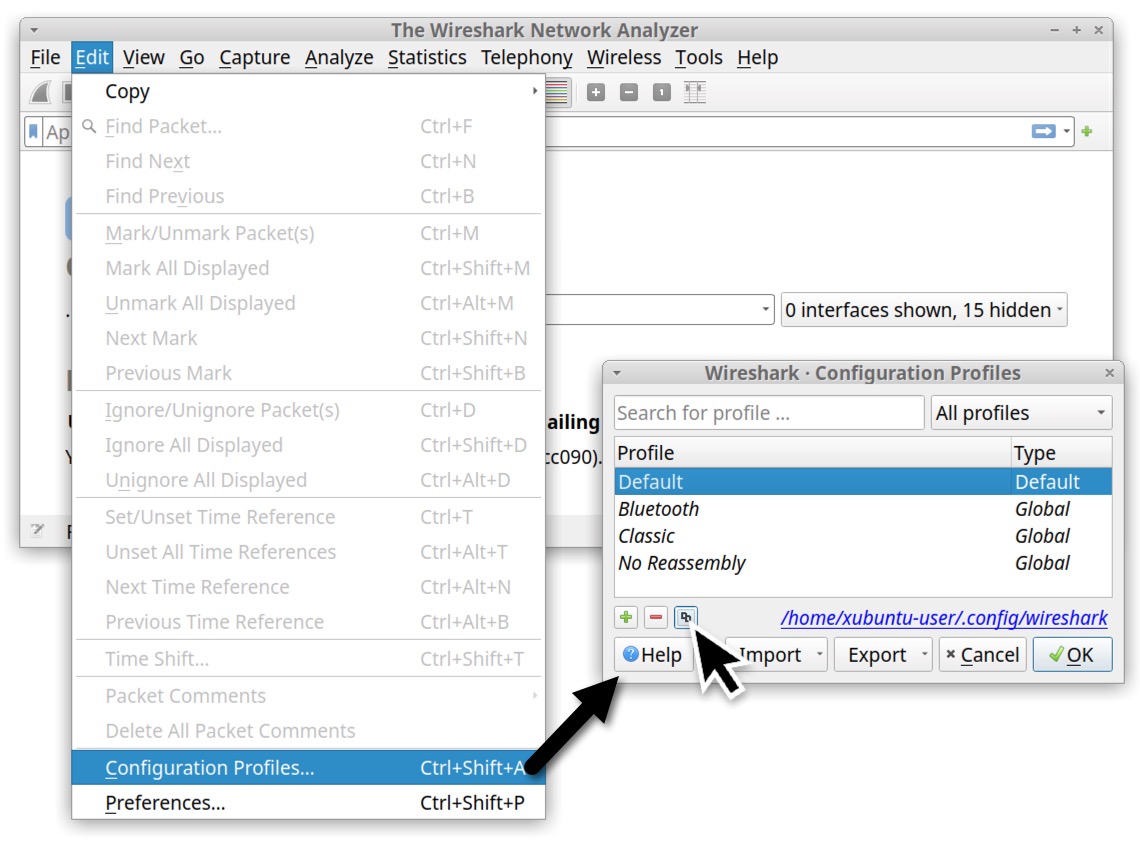 The Wireshark Network Analyzer
File Edit View Go Capture Analyze Statistics Telephony Wireless Tools Help
Ap
Copy
Find Packet... Ctrl+F
Find Next Ctrl+N
Find Previous Ctrl+B
Mark/Unmark Packet(s) Ctrl+M
Mark All Displayed Ctrl+Shift+M
Unmark All Displayed Ctrl+Alt+M
Next Mark Ctrl+Shift+N
Previous Mark Ctrl+Shift+B
Ignore/Unignore Packet(s) Ctrl+D
Ignore All Displayed Ctrl+Shift+D
Unignore All Displayed Ctrl+Alt+D
Set/Unset Time Reference Ctrl+T
Unset All Time References Ctrl+Alt+T
Next Time Reference Ctrl+Alt+N
Previous Time Reference Ctrl+Alt+B
Time Shift... Ctrl+Shift+T
Packet Comments
Delete All Packet Comments
Configuration Profiles... Ctrl+Shift+A
Preferences... Ctrl+Shift+P
0 interfaces shown, 15 hidden
ailing
cc090).
Wireshark · Configuration Profiles
Search for profile ... All profiles
Profile Type
Default Default
Bluetooth Global
Classic Global
No Reassembly Global
/home/xubuntu-user/.config/wireshark
Help Import Export Cancel OK